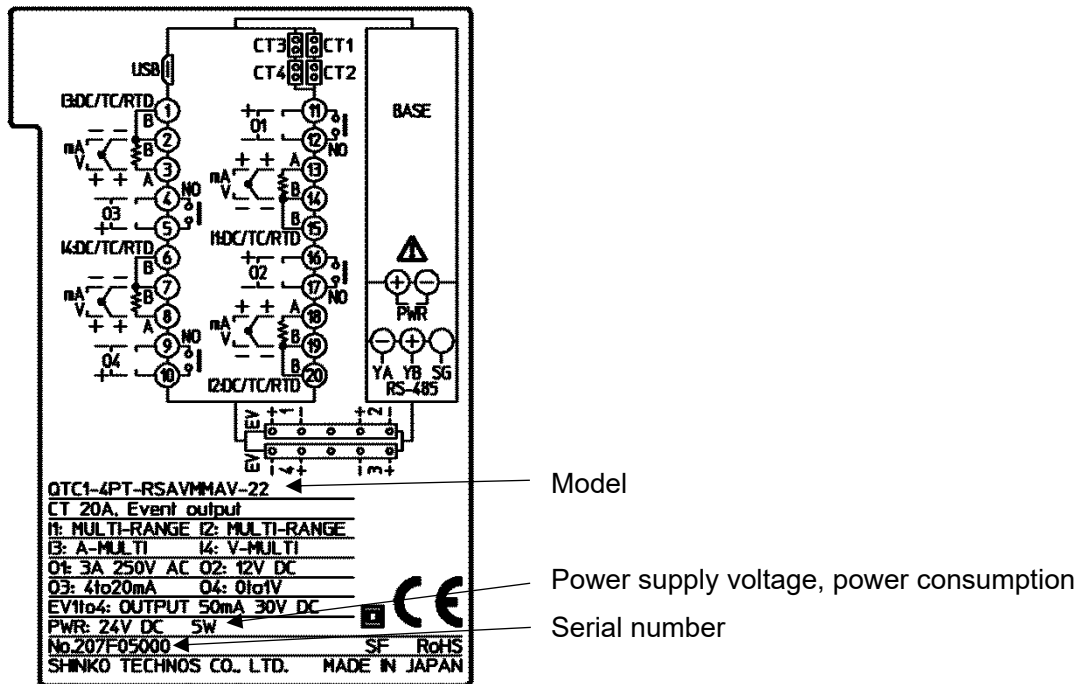 CT3 CT1
CT4 CT2
USB
I3:DC/TC/RTD
BASE
1 B 2 B 3 A
mA V
- -
+ +
NO
4
O3
5
+
I4:DC/TC/RTD
6 B 7 B 8 A
mA V
- -
+ +
NO
9
O4
10
+
+ 11
O1
12
NO
+ +
A 13
mA V
B 14
- -
B 15
I1:DC/TC/RTD
+ 16
O2
17
NO
+ +
A 18
mA V
B 19
- -
B 20
I2:DC/TC/RTD
+ -
PWR
- +
YA YB SG
RS-485
EV + 1 - + 2 -
EV - 4 + - 3 +
QTC1-4PT-RSAVMMAV-22
Model
CT 20A, Event output
I1: MULTI-RANGE I2: MULTI-RANGE
I3: A-MULTI I4: V-MULTI
O1: 3A 250V AC O2: 12V DC
O3: 4to20mA O4: 0to1V
EV1to4: OUTPUT 50mA 30V DC
CE
Power supply voltage, power consumption
PWR: 24V DC 5W
Serial number
No.207F05000 SF RoHS
SHINKO TECHNOS CO., LTD. MADE IN JAPAN